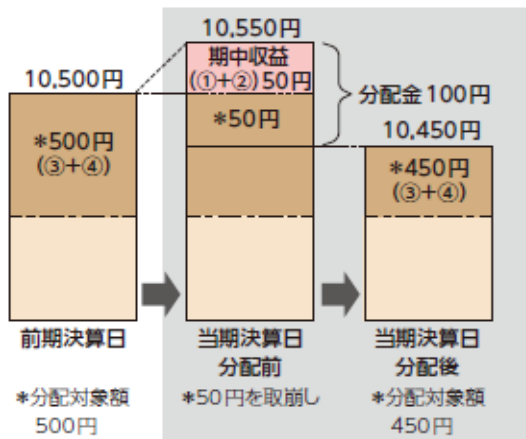 10,550円
期中収益
(①+②)50円
10,500円
分配金100円
*50円
10,450円
*500円
(③+④)
*450円
(③+④)
前期決算日
当期決算日
分配前
当期決算日
分配後
*分配対象額
500円
*50円を取崩し
*分配対象額
450円